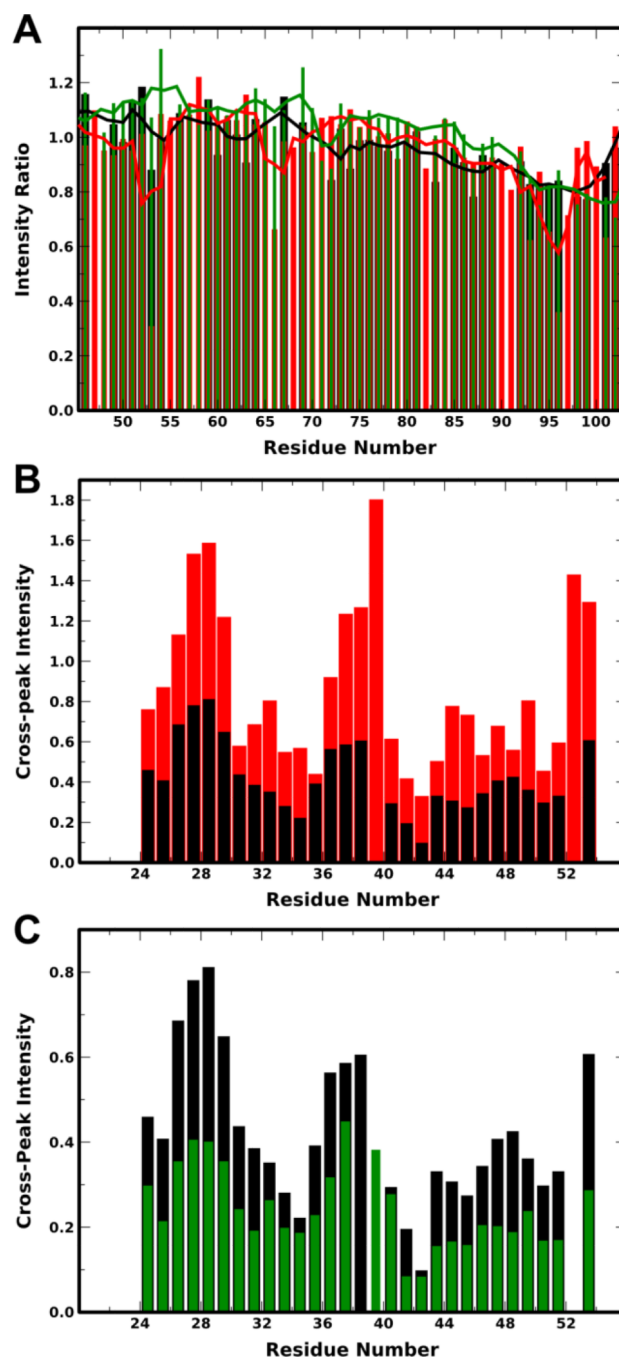 A
1.2
1.0
0.8
0.6
0.4
0.2
0.0
Intensity Ratio
50 55 60 65 70 75 80 85 90 95 100
Residue Number
B
1.8
1.6
1.4
1.2
1.0
0.8
0.6
0.4
0.2
0.0
Cross-peak Intensity
24 28 32 36 40 44 48 52
Residue Number
C
0.8
0.6
0.4
0.2
0.0
Cross-Peak Intensity
24 28 32 36 40 44 48 52
Residue Number